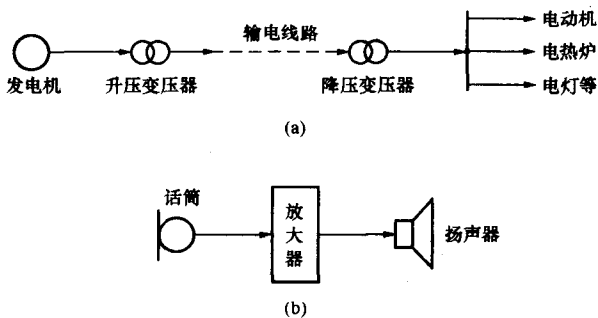 输电线路
电动机
电热炉
电灯等
发电机
升压变压器
降压变压器
(a)
话筒
放大器
扬声器
(b)